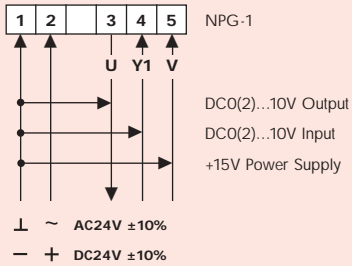 1 2 3 4 5 NPG-1
U Y1 V
DC0(2)...10V Output
DC0(2)...10V Input
+15V Power Supply
⊥ ~ AC24V ±10%
− + DC24V ±10%